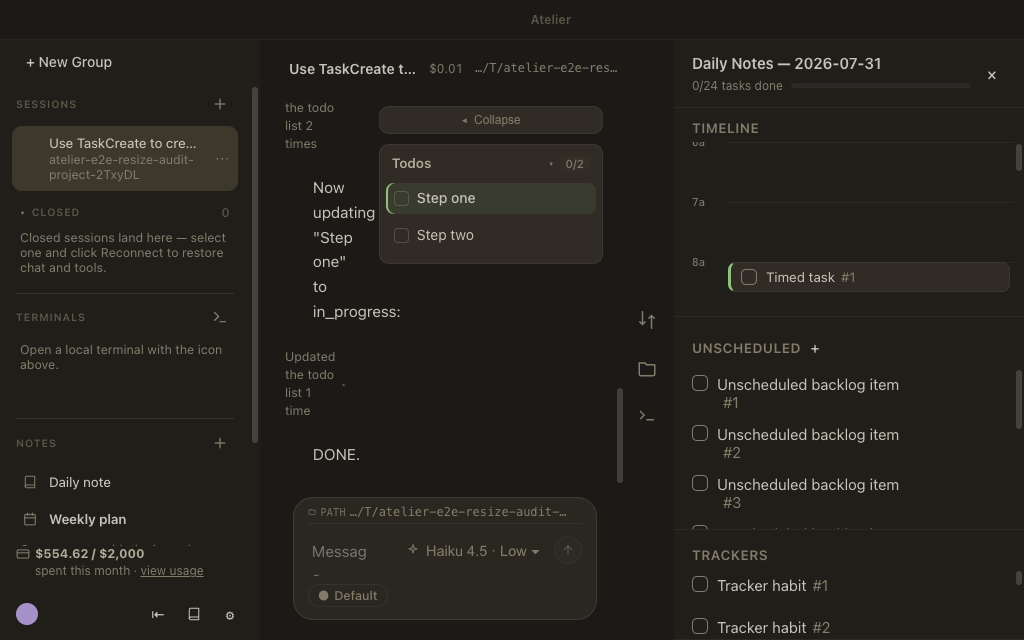 Atelier
+ New Group
SESSIONS
Use TaskCreate to cre...
atelier-e2e-resize-audit-
project-2TxyDL
CLOSED
0
Closed sessions land here — select
one and click Reconnect to restore
chat and tools.
TERMINALS
Open a local terminal with the icon
above.
NOTES
Daily note
Weekly plan
$554.62 / $2,000
spent this month · view usage
Use TaskCreate t... $0.01 …/T/atelier-e2e-res…
the todo
list 2
times
Collapse
Todos
0/2
Step one
Step two
Now
updating
"Step
one"
to
in_progress:
Updated
the todo
list 1
time
DONE.
PATH …/T/atelier-e2e-resize-audit-…
Messag
Haiku 4.5 · Low
Default
Daily Notes — 2026-07-31
0/24 tasks done
TIMELINE
6a
7a
8a
Timed task #1
UNSCHEDULED +
Unscheduled backlog item
#1
Unscheduled backlog item
#2
Unscheduled backlog item
#3
TRACKERS
Tracker habit #1
Tracker habit #2